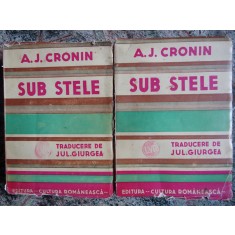 A.J. CRONIN
SUB STELE
TRADUCERE DE
JUL.GIURGEA
EDITURA-CULTURA ROMÂNEASCĂ-
A.J. CRONIN
SUB STELE
TRADUCERE DE
JUL.GIURGEA
EDITURA-CULTURA ROMÂNEASCĂ-